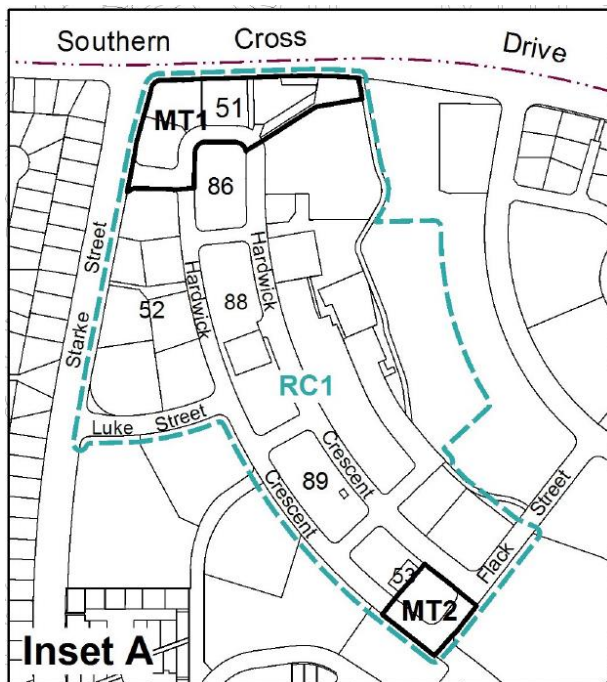 Southern Cross Drive
MT1
51
86
Street
Starke
Hardwick
Hardwick
52
88
RC1
Luke Street
Crescent
Crescent
89
Flack Street
53
MT2
Inset A